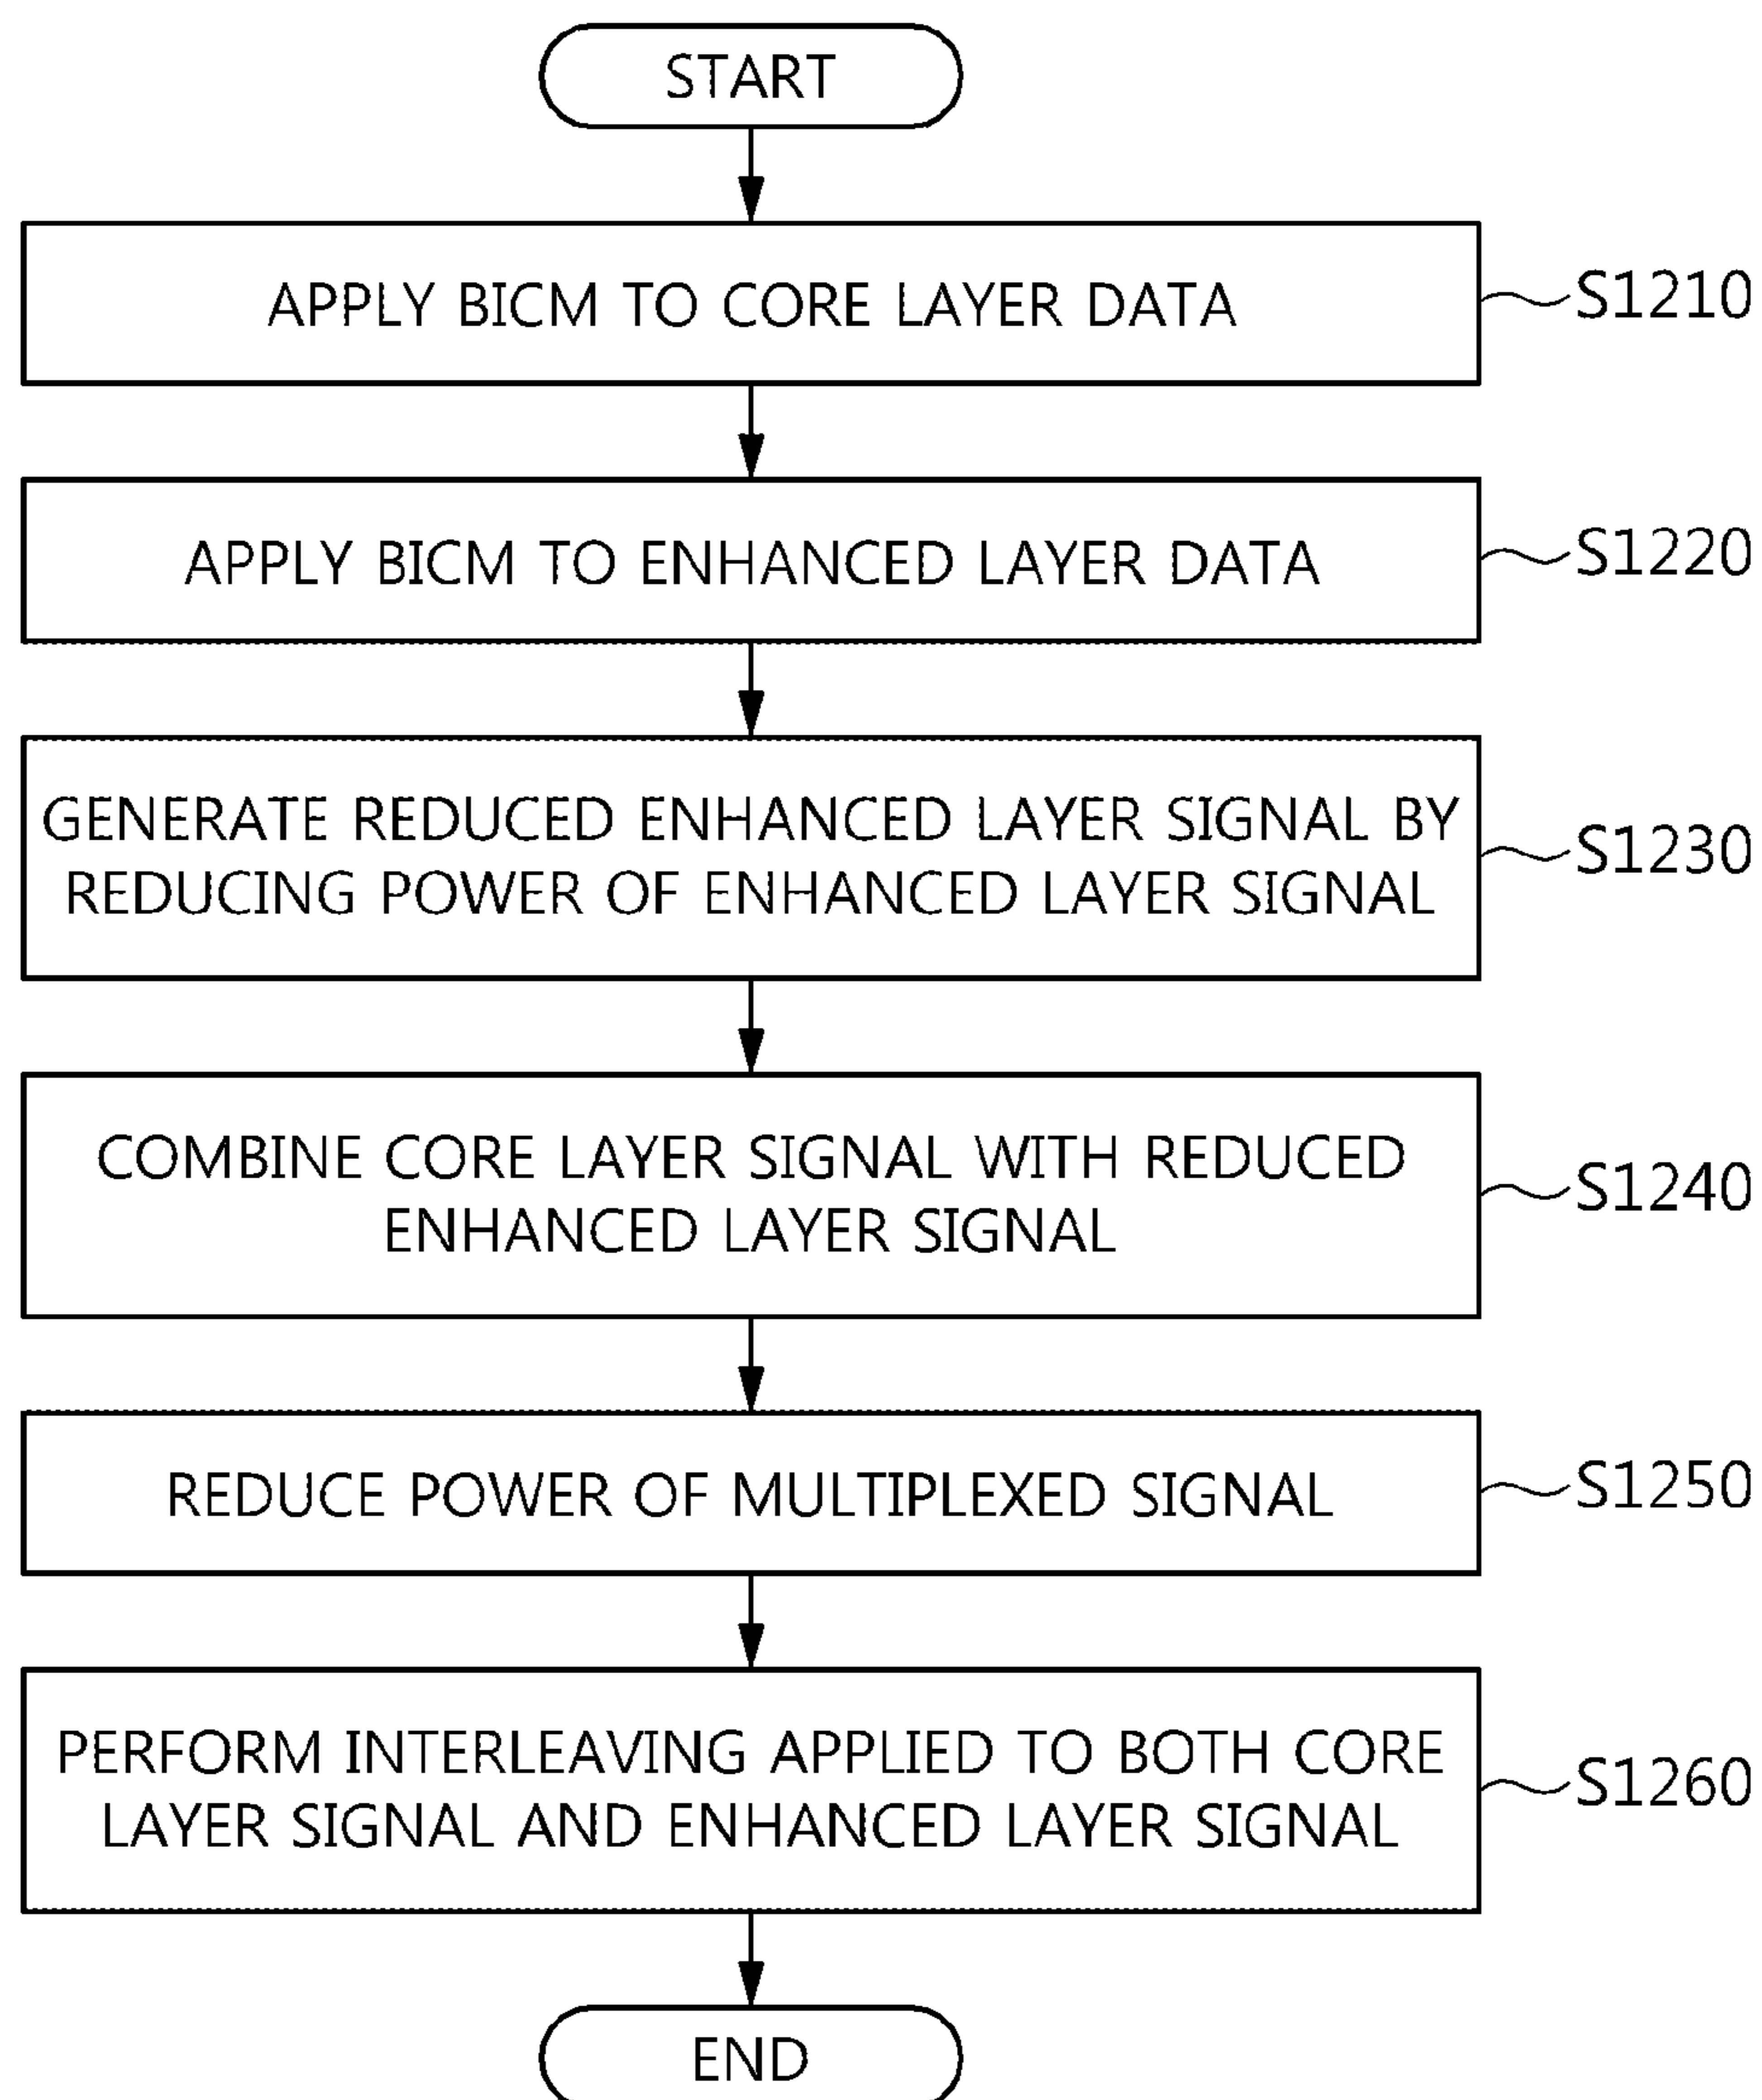 START
APPLY BICM TO CORE LAYER DATA
S1210
APPLY BICM TO ENHANCED LAYER DATA
S1220
GENERATE REDUCED ENHANCED LAYER SIGNAL BY
REDUCING POWER OF ENHANCED LAYER SIGNAL
S1230
COMBINE CORE LAYER SIGNAL WITH REDUCED
ENHANCED LAYER SIGNAL
S1240
REDUCE POWER OF MULTIPLEXED SIGNAL
S1250
PERFORM INTERLEAVING APPLIED TO BOTH CORE
LAYER SIGNAL AND ENHANCED LAYER SIGNAL
S1260
END